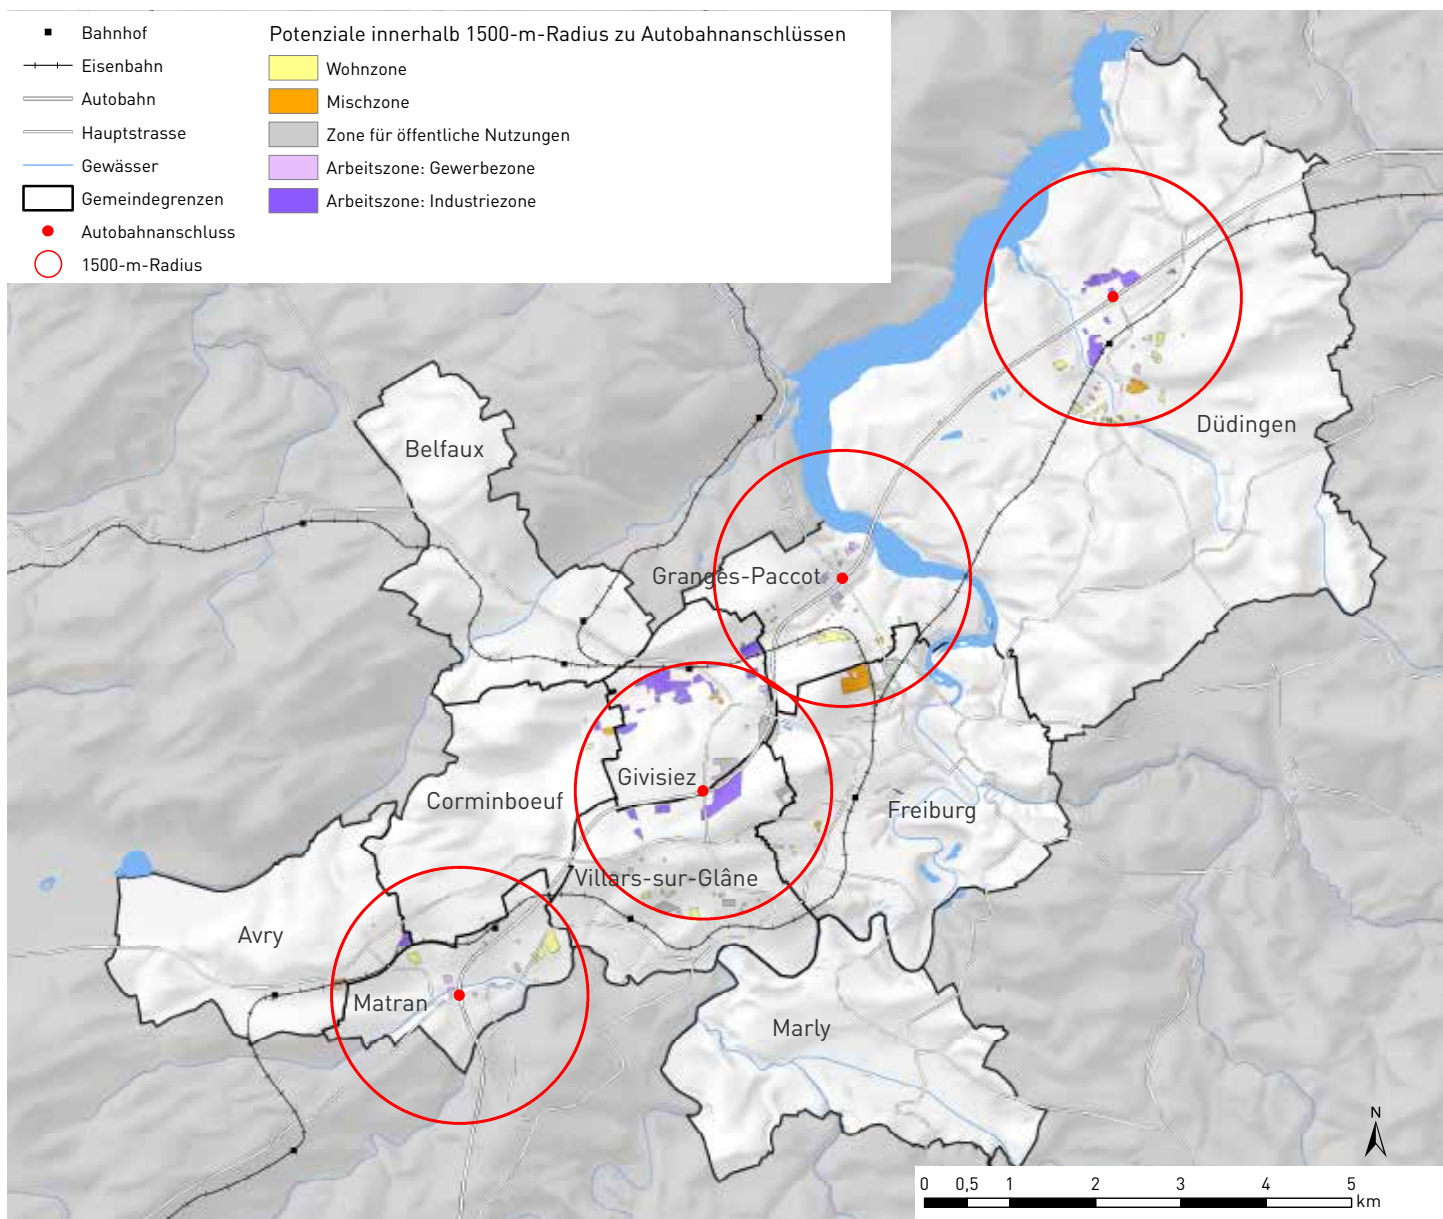 Bahnhof
Eisenbahn
Autobahn
Hauptstrasse
Gewässer
Gemeindegrenzen
Autobahnanschluss
1500-m-Radius
Potenziale innerhalb 1500-m-Radius zu Autobahnanschlüssen
Wohnzone
Mischzone
Zone für öffentliche Nutzungen
Arbeitszone: Gewerbezone
Arbeitszone: Industriezone
Düdingen
Belfaux
Granges-Paccot
Givisiez
Corminboeuf
Freiburg
Villars-sur-Glâne
Avry
Matran
Marly
N
0 0,5 1 2 3 4 5
km